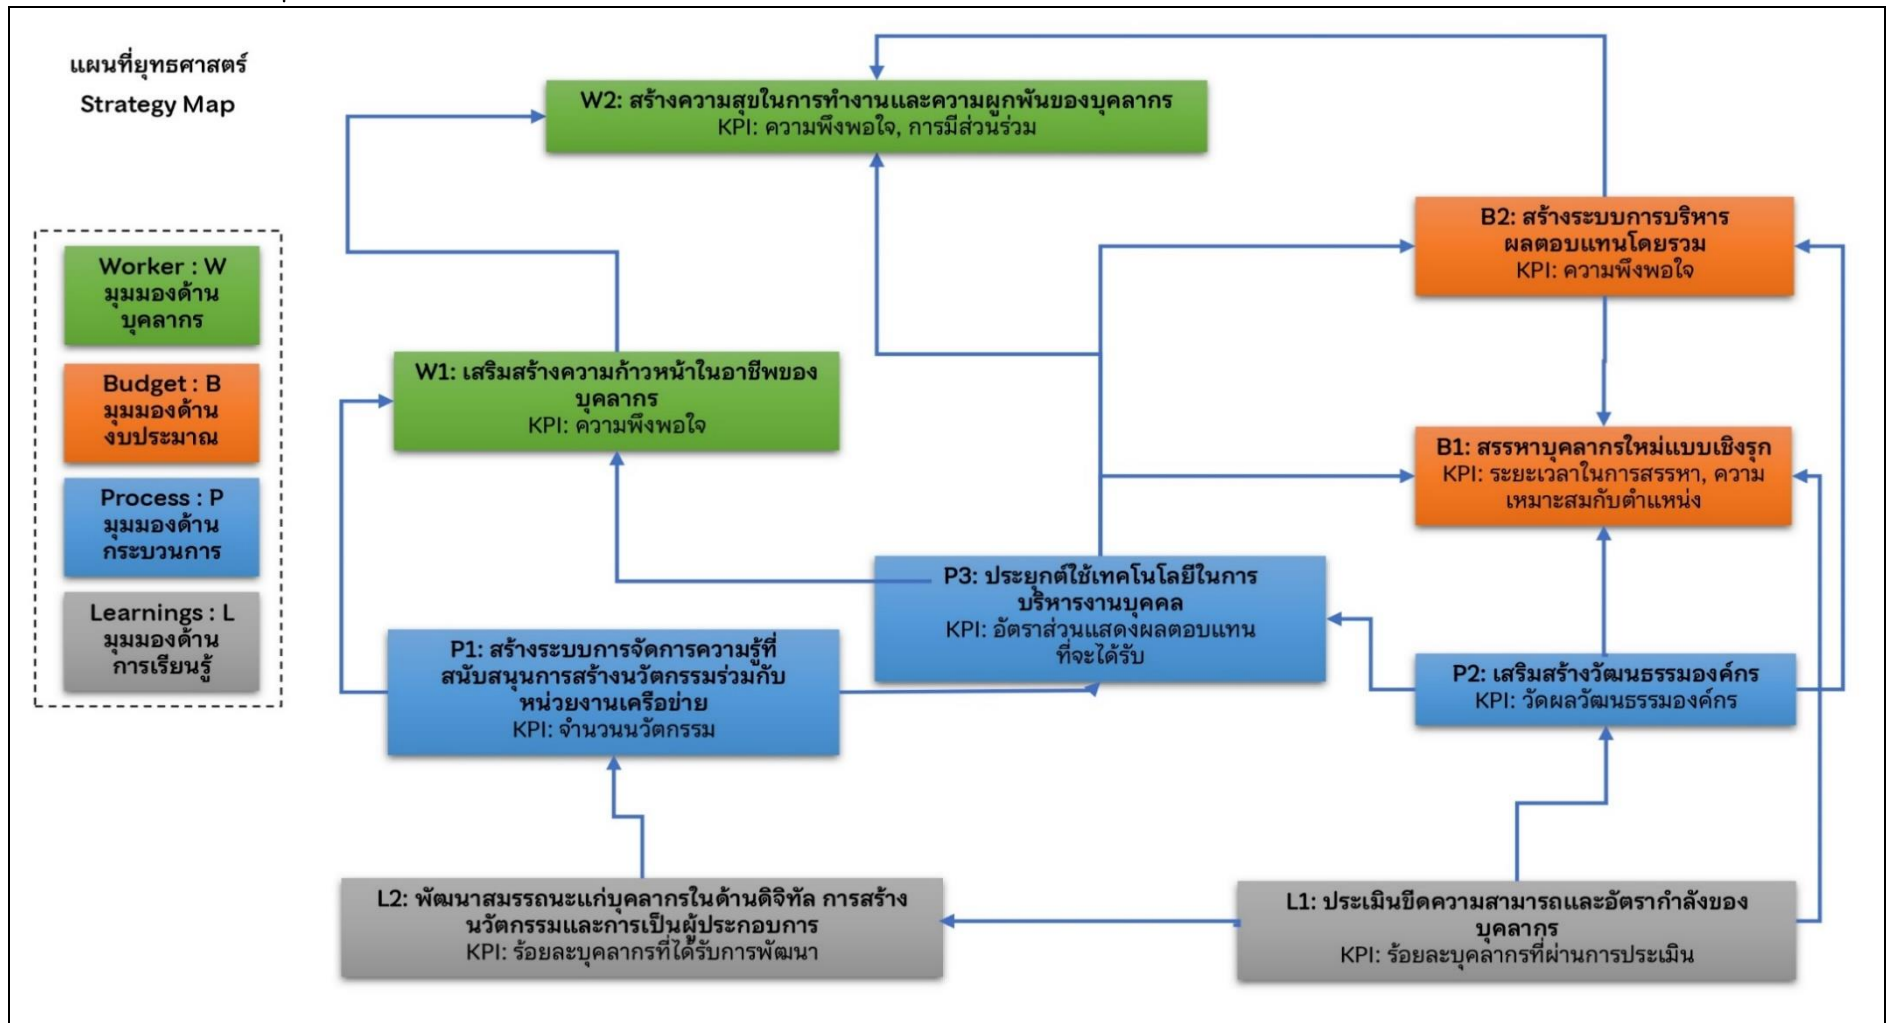 แผนที่ยุทธศาสตร์
Strategy Map
W2: สร้างความสุขในการทำงานและความผูกพันของบุคลากร
KPI: ความพึงพอใจ, การมีส่วนร่วม
B2: สร้างระบบการบริหาร
ผลตอบแทนโดยรวม
KPI: ความพึงพอใจ
Worker : W
มุมมองด้าน
บุคลากร
Budget : B
มุมมองด้าน
งบประมาณ
Process : P
มุมมองด้าน
กระบวนการ
Learnings : L
มุมมองด้าน
การเรียนรู้
W1: เสริมสร้างความก้าวหน้าในอาชีพของ
บุคลากร
KPI: ความพึงพอใจ
B1: สรรหาบุคลากรใหม่แบบเชิงรุก
KPI: ระยะเวลาในการสรรหา, ความ
เหมาะสมกับตำแหน่ง
P3: ประยุกต์ใช้เทคโนโลยีในการ
บริหารงานบุคคล
KPI: อัตราส่วนแสดงผลตอบแทน
ที่จะได้รับ
P1: สร้างระบบการจัดการความรู้ที่
สนับสนุนการสร้างนวัตกรรมร่วมกับ
หน่วยงานเครือข่าย
KPI: จำนวนนวัตกรรม
P2: เสริมสร้างวัฒนธรรมองค์กร
KPI: วัดผลวัฒนธรรมองค์กร
L2: พัฒนาสมรรถนะแก่บุคลากรในด้านดิจิทัล การสร้าง
นวัตกรรมและการเป็นผู้ประกอบการ
KPI: ร้อยละบุคลากรที่ได้รับการพัฒนา
L1: ประเมินขีดความสามารถและอัตรากำลังของ
บุคลากร
KPI: ร้อยละบุคลากรที่ผ่านการประเมิน